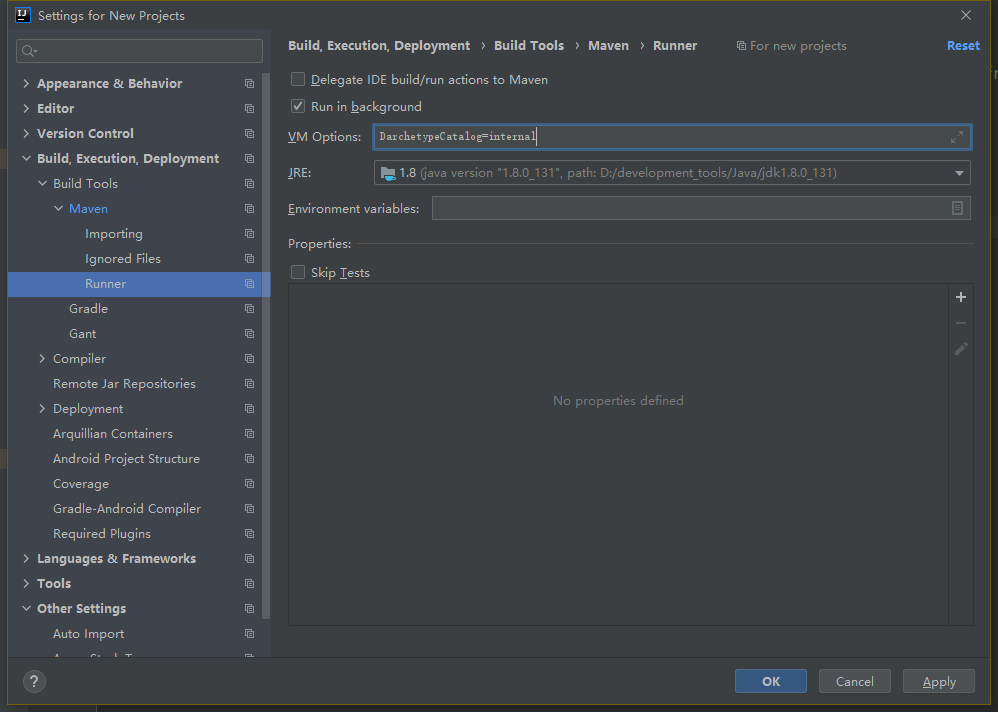 IJ
Settings for New Projects
Build, Execution, Deployment › Build Tools › Maven › Runner For new projects Reset
Appearance & Behavior
Editor
Version Control
Build, Execution, Deployment
Build Tools
Maven
Importing
Ignored Files
Runner
Gradle
Gant
Compiler
Remote Jar Repositories
Deployment
Arquillian Containers
Android Project Structure
Coverage
Gradle-Android Compiler
Required Plugins
Languages & Frameworks
Tools
Other Settings
Auto Import
Delegate IDE build/run actions to Maven
Run in background
VM Options: DarchetypeCatalog=internal
JRE: 1.8 (java version "1.8.0_131", path: D:/development_tools/Java/jdk1.8.0_131)
Environment variables:
Properties:
Skip Tests
No properties defined
? OK Cancel Apply